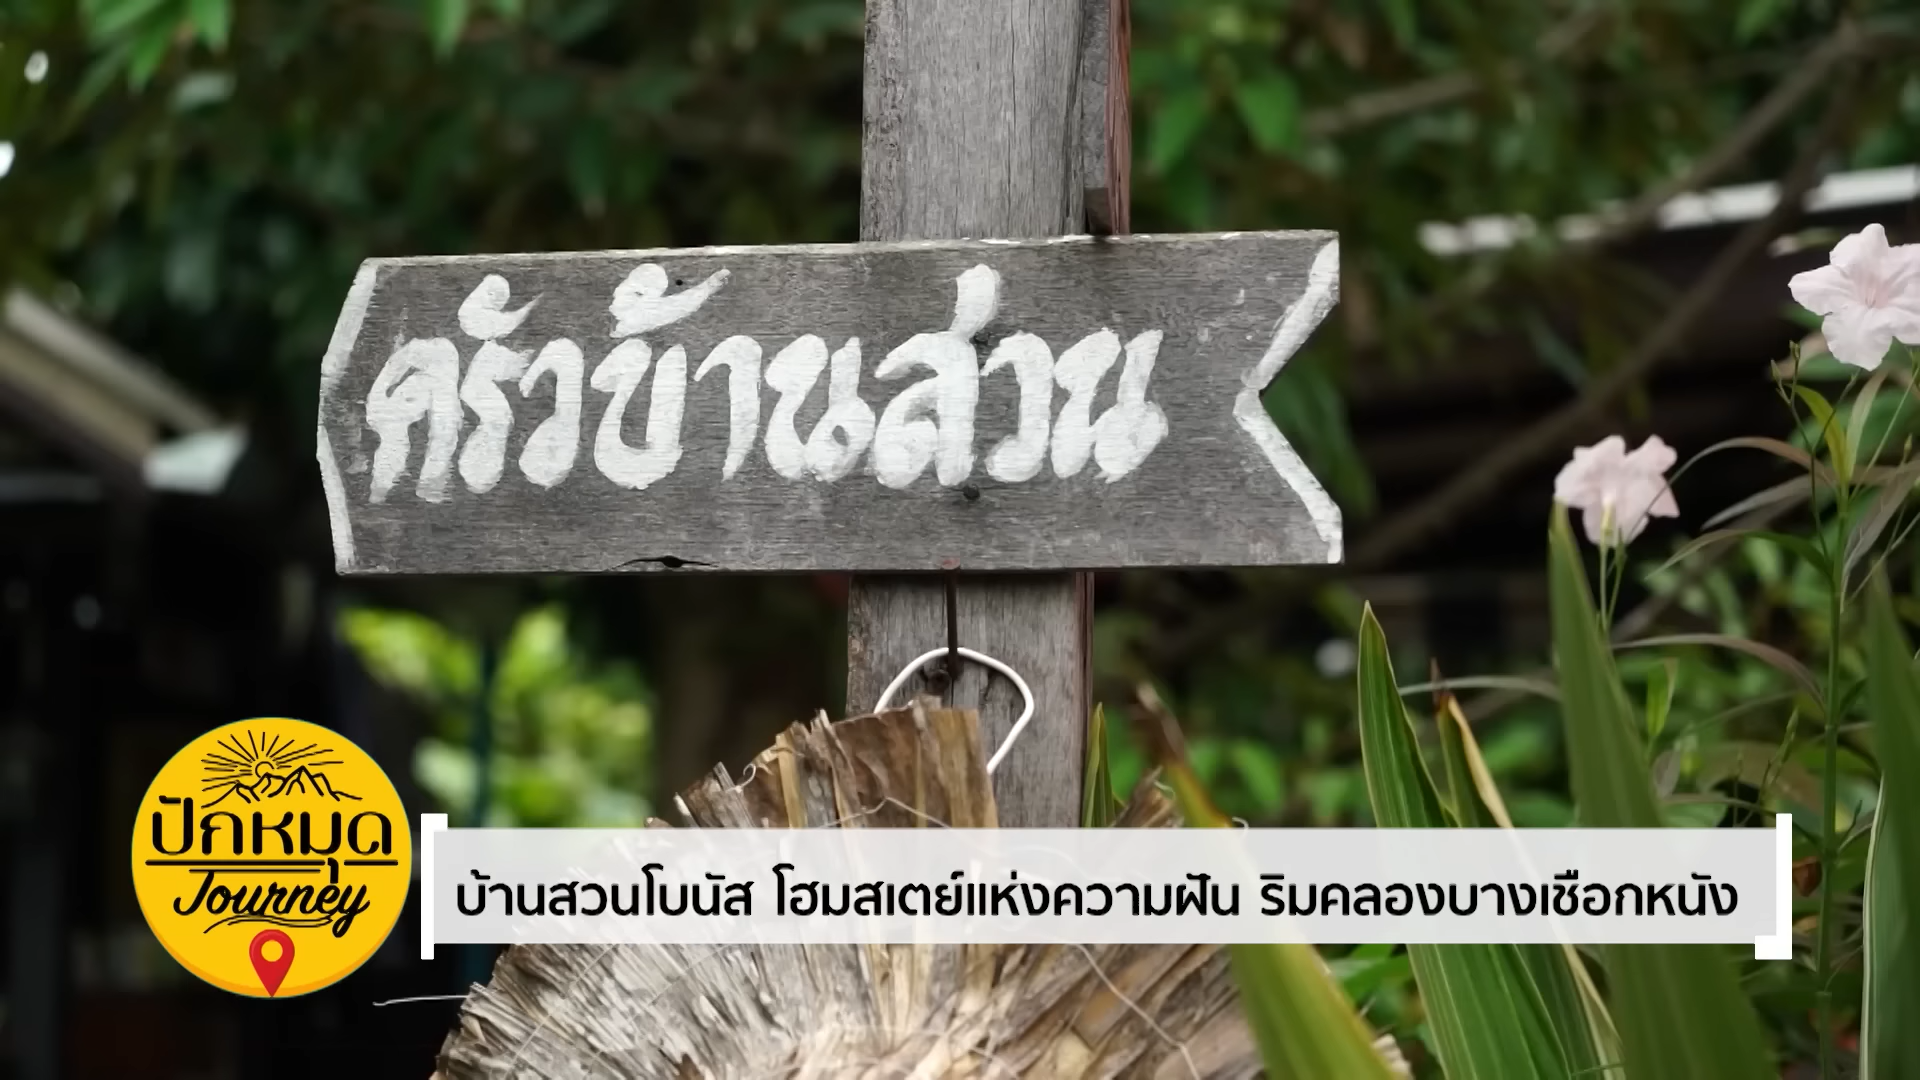 ครัวบ้านส่วน
ปักหมุด
Journey
บ้านสวนโบนัส โฮมสเตย์แห่งความฝัน ริมคลองบางเชือกหนัง